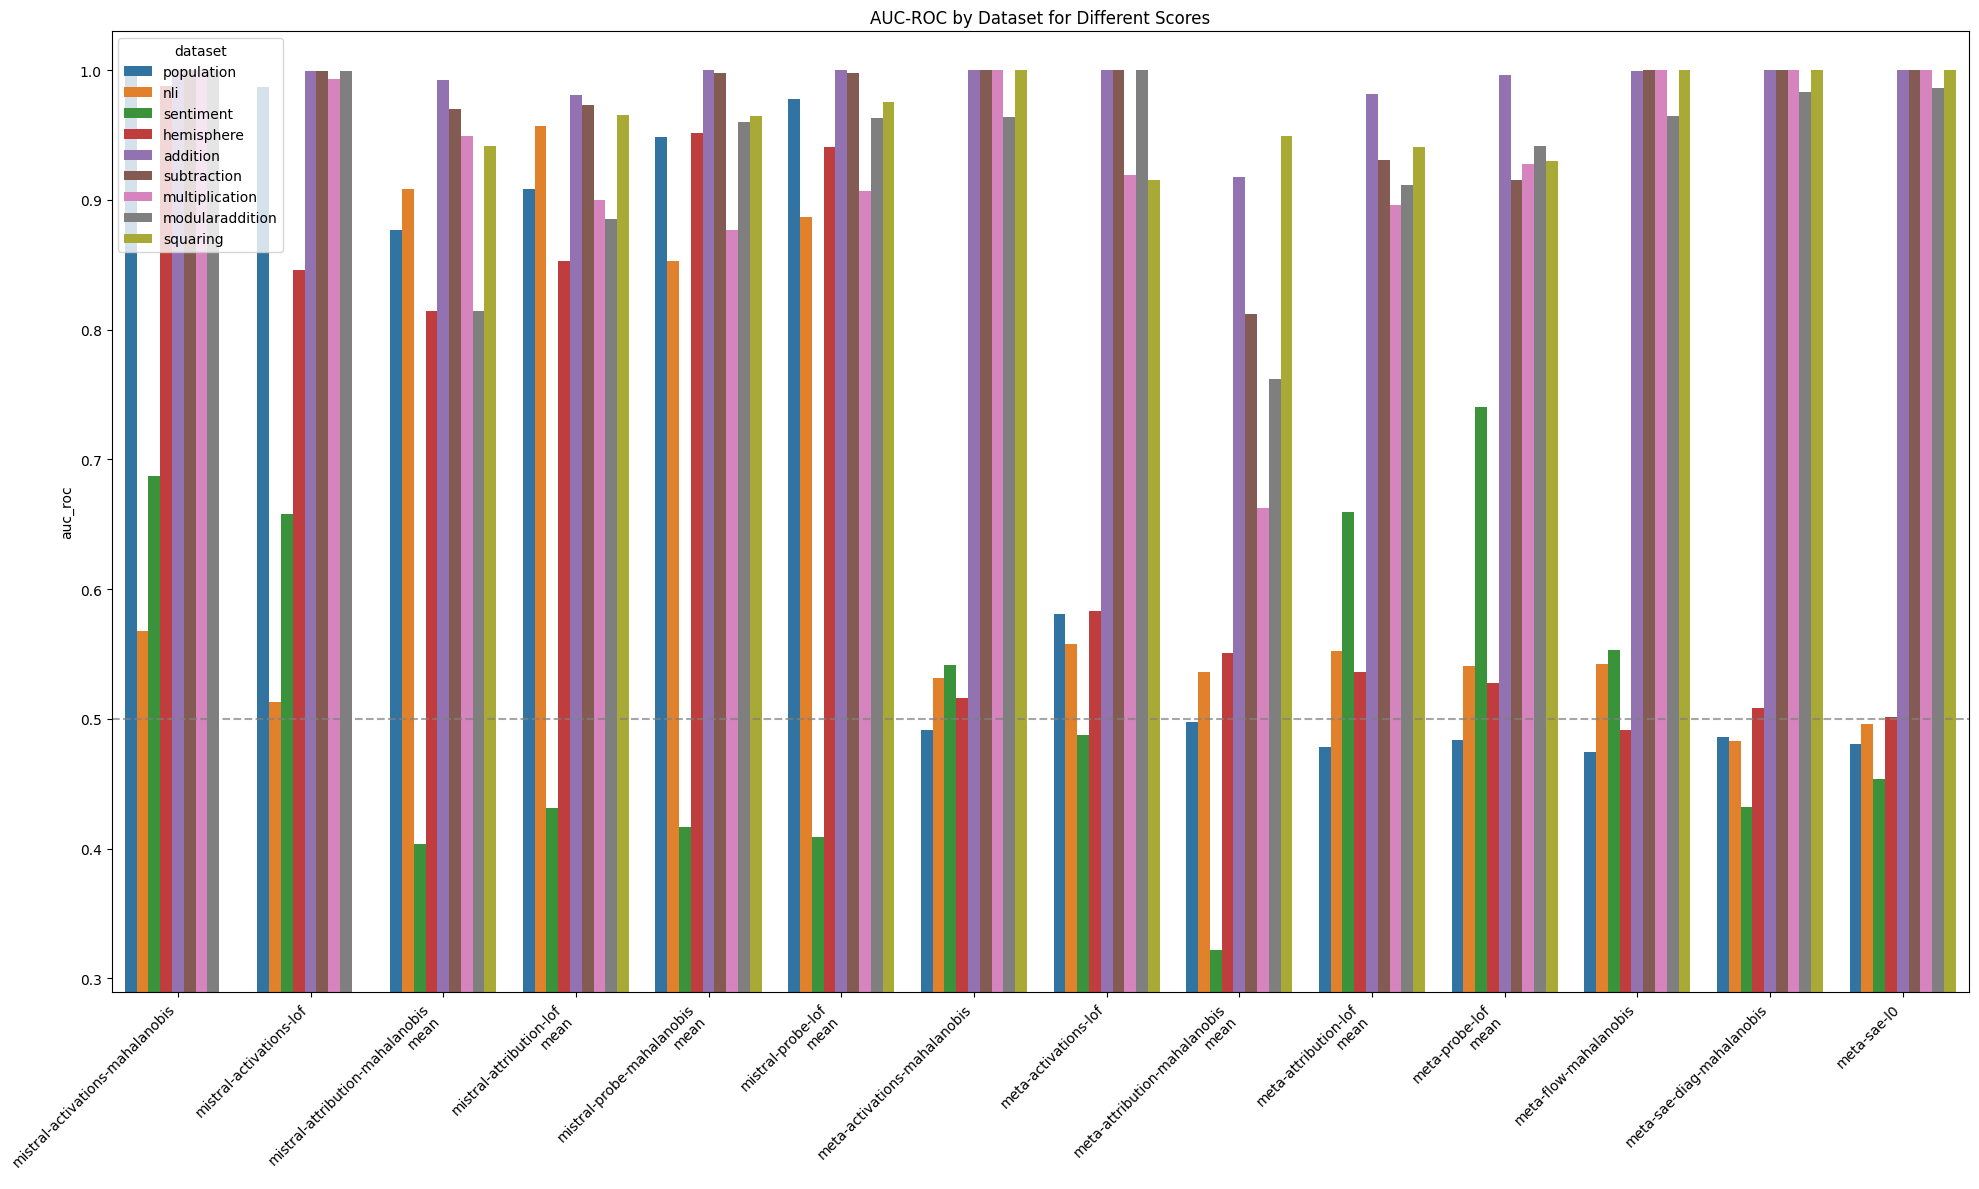 AUC-ROC by Dataset for Different Scores
dataset
population
nli
sentiment
hemisphere
addition
subtraction
multiplication
modularaddition
squaring
auc_roc
1.0
0.9
0.8
0.7
0.6
0.5
0.4
0.3
mistral-activations-mahalanobis
mistral-activations-lof
mistral-attribution-mahalanobis
mean
mistral-attribution-lof
mean
mistral-probe-mahalanobis
mean
mistral-probe-lof
mean
meta-activations-mahalanobis
meta-activations-lof
meta-attribution-mahalanobis
mean
meta-attribution-lof
mean
meta-probe-lof
mean
meta-flow-mahalanobis
meta-sae-diag-mahalanobis
meta-sae-l0